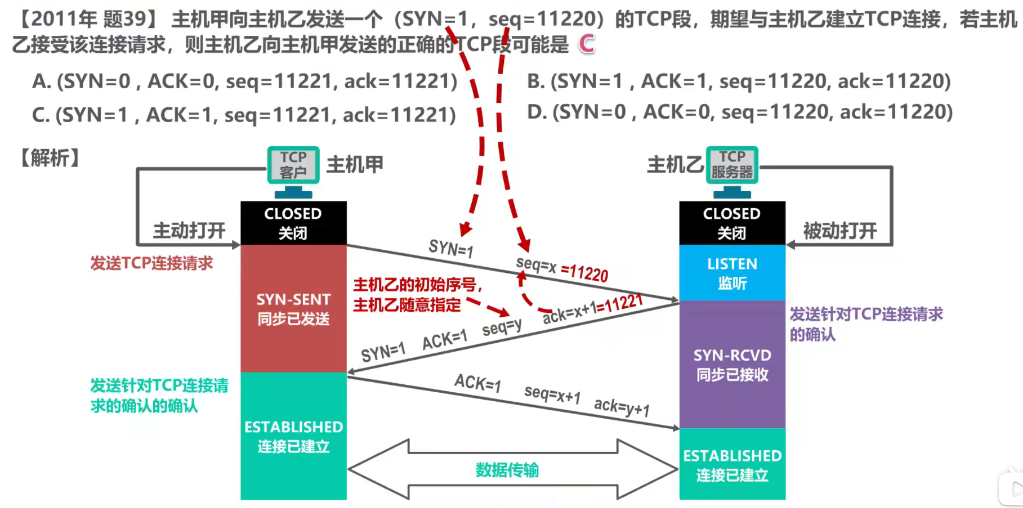 【2011年 题39】 主机甲向主机乙发送一个（SYN=1，seq=11220）的TCP段，期望与主机乙建立TCP连接，若主机
乙接受该连接请求，则主机乙向主机甲发送的正确的TCP段可能是 C
A. (SYN=0 , ACK=0, seq=11221, ack=11221)
B. (SYN=1 , ACK=1, seq=11220, ack=11220)
C. (SYN=1 , ACK=1, seq=11221, ack=11221)
D. (SYN=0 , ACK=0, seq=11220, ack=11220)
【解析】
TCP
客户
主机甲
主机乙
TCP
服务器
CLOSED
关闭
CLOSED
关闭
主动打开
被动打开
发送TCP连接请求
SYN=1
seq=x =11220
LISTEN
监听
SYN-SENT
同步已发送
主机乙的初始序号，
主机乙随意指定
SYN=1 ACK=1 seq=y ack=x+1=11221
发送针对TCP连接请求
的确认
SYN-RCVD
同步已接收
发送针对TCP连接请
求的确认的确认
ACK=1 seq=x+1 ack=y+1
ESTABLISHED
连接已建立
ESTABLISHED
连接已建立
数据传输